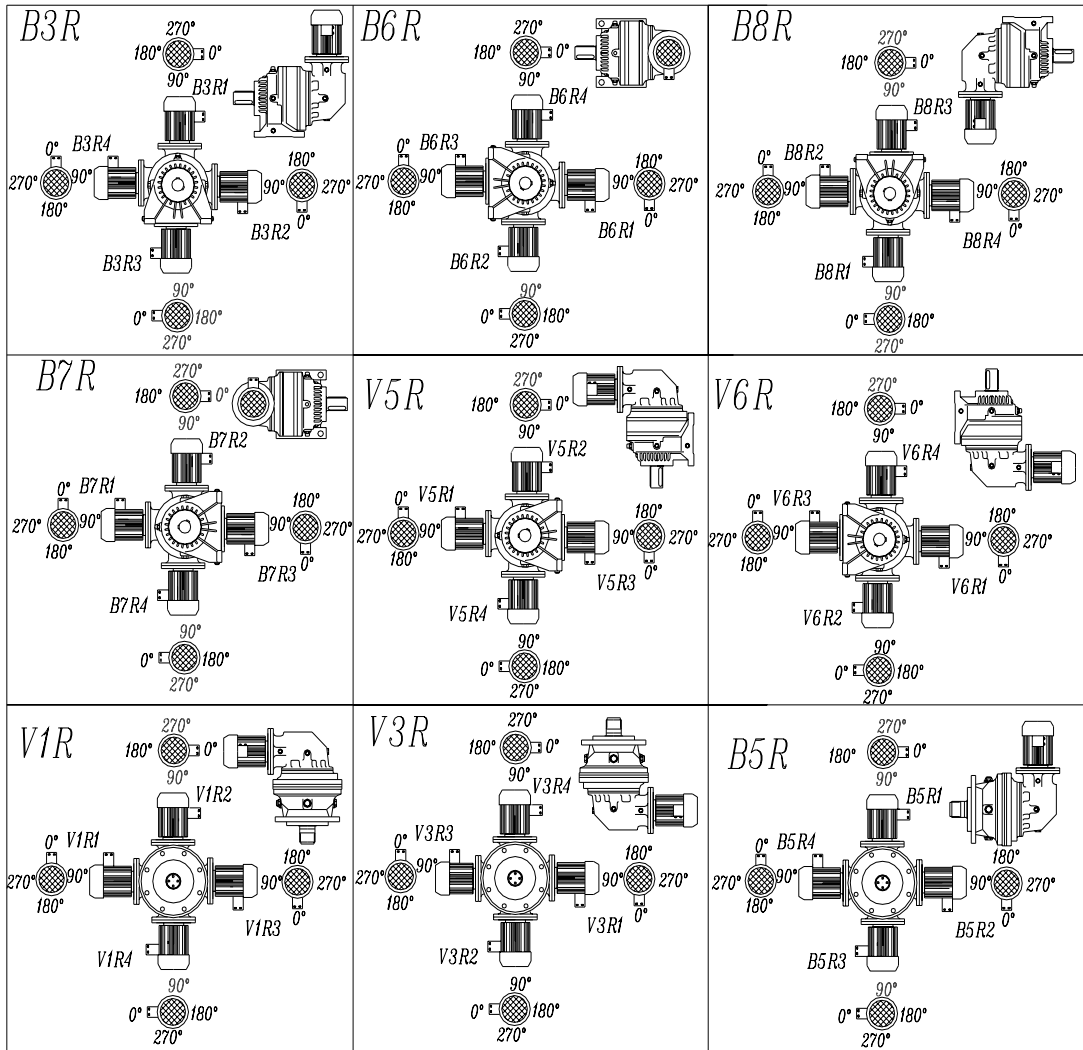 B3R
270°
180° 0°
90°
B3R1
B3R4
0°
270° 90°
180°
180°
90° 270°
0°
B3R2
B3R3
90°
0° 180°
270°
B6R
270°
180° 0°
90°
B6R4
B6R3
0°
270° 90°
180°
180°
90° 270°
0°
B6R1
B6R2
90°
0° 180°
270°
B8R
270°
180° 0°
90°
B8R3
B8R2
0°
270° 90°
180°
180°
90° 270°
0°
B8R4
B8R1
90°
0° 180°
270°
B7R
270°
180° 0°
90°
B7R2
B7R1
0°
270° 90°
180°
180°
90° 270°
0°
B7R3
B7R4
90°
0° 180°
270°
V5R
270°
180° 0°
90°
V5R2
V5R1
0°
270° 90°
180°
180°
90° 270°
0°
V5R3
V5R4
90°
0° 180°
270°
V6R
270°
180° 0°
90°
V6R4
V6R3
0°
270° 90°
180°
180°
90° 270°
0°
V6R1
V6R2
90°
0° 180°
270°
V1R
270°
180° 0°
90°
V1R2
V1R1
0°
270° 90°
180°
180°
90° 270°
0°
V1R3
V1R4
90°
0° 180°
270°
V3R
270°
180° 0°
90°
V3R4
V3R3
0°
270° 90°
180°
180°
90° 270°
0°
V3R1
V3R2
90°
0° 180°
270°
B5R
270°
180° 0°
90°
B5R1
B5R4
0°
270° 90°
180°
180°
90° 270°
0°
B5R2
B5R3
90°
0° 180°
270°